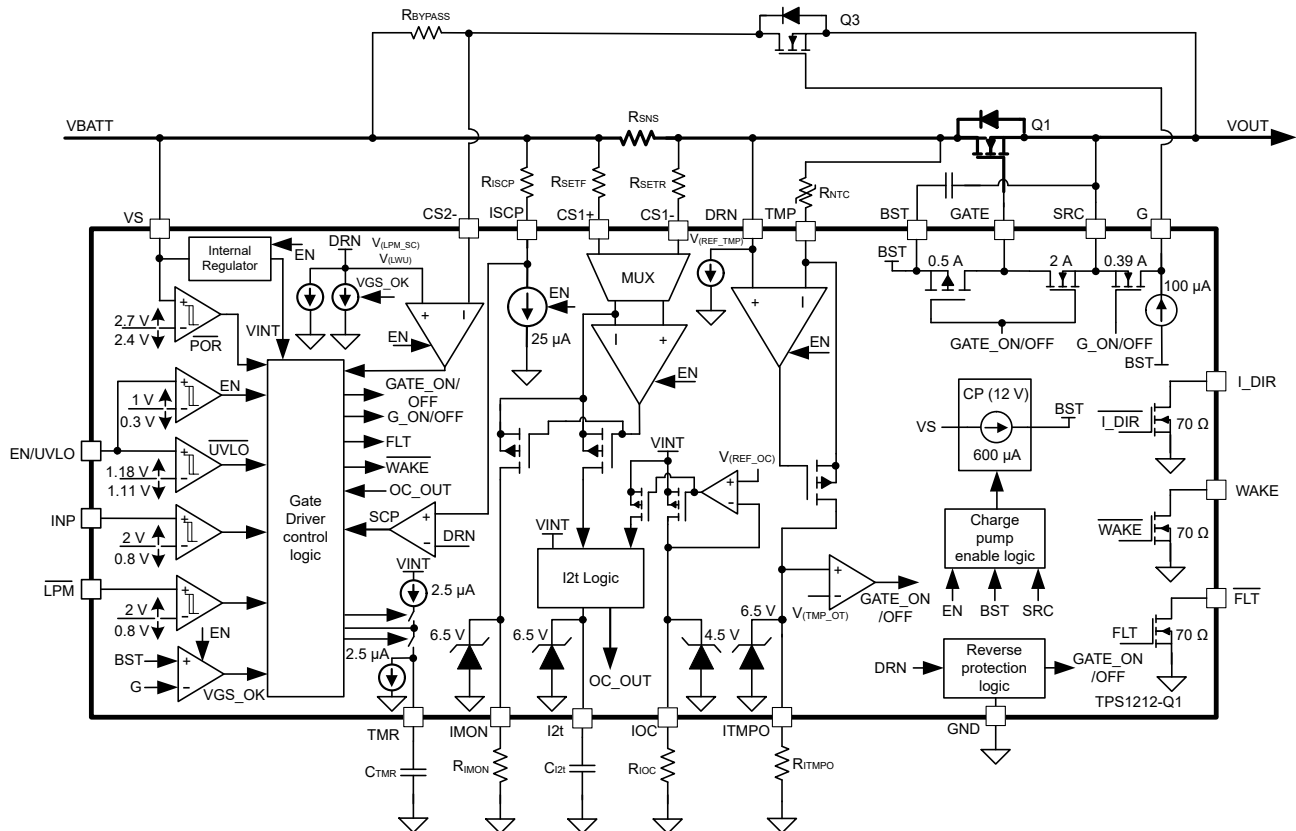 RBYPASS
Q3
VBATT
RSNS
Q1
VOUT
RISCP
RSETF
RSETR
RNTC
VS
CS2-
ISCP
CS1+
CS1-
DRN
TMP
BST
GATE
SRC
G
Internal
Regulator
EN
DRN
V(LPM_SC)
V(LWU)
VGS_OK
MUX
V(REF_TMP)
BST
0.5 A
2 A
0.39 A
100 µA
2.7 V
2.4 V
POR
VINT
EN
+
–
EN
25 µA
–
+
EN
+
–
EN
GATE_ON/OFF
G_ON/OFF
BST
1 V
0.3 V
EN
GATE_ON/
OFF
G_ON/OFF
FLT
WAKE
OC_OUT
CP (12 V)
VS
600 µA
BST
I_DIR
I_DIR
70 Ω
EN/UVLO
1.18 V
1.11 V
UVLO
VINT
V(REF_OC)
+
–
Gate
Driver
control
logic
SCP
+
–
DRN
WAKE
WAKE
70 Ω
INP
2 V
0.8 V
VINT
I2t Logic
Charge
pump
enable logic
EN
BST
SRC
LPM
2 V
0.8 V
VINT
2.5 µA
2.5 µA
+
–
V(TMP_OT)
GATE_ON
/OFF
FLT
FLT
70 Ω
EN
BST
G
+
–
VGS_OK
6.5 V
6.5 V
4.5 V
6.5 V
OC_OUT
DRN
Reverse
protection
logic
GATE_ON
/OFF
TPS1212-Q1
TMR
IMON
I2t
IOC
ITMPO
GND
CTMR
RIMON
CI2t
RIOC
RITMPO